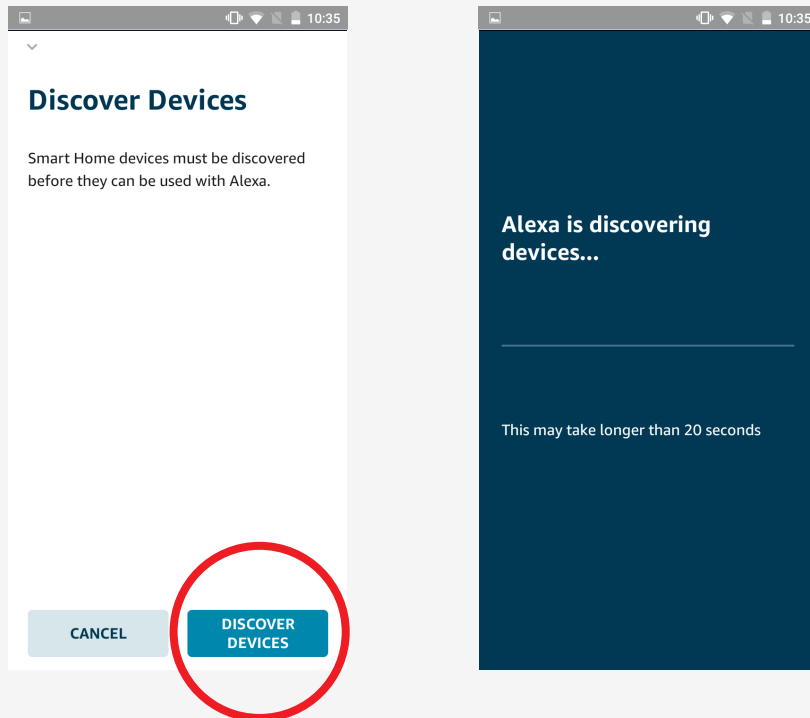 10:35
Discover Devices
Smart Home devices must be discovered
before they can be used with Alexa.
CANCEL
DISCOVER
DEVICES
10:35
Alexa is discovering
devices...
This may take longer than 20 seconds